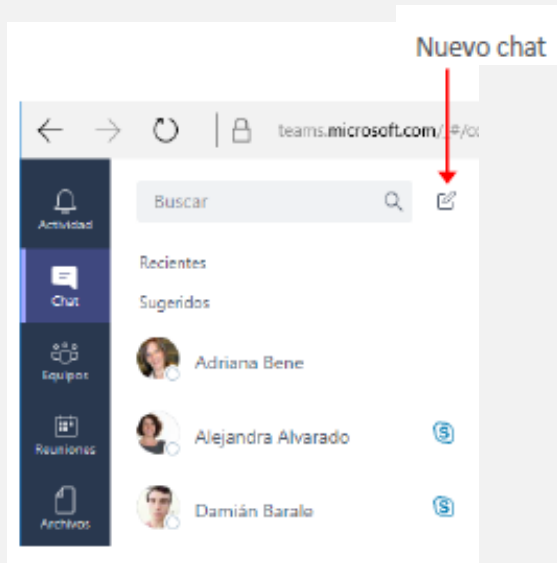 Nuevo chat
teams.microsoft.com/_#/co
Buscar
Actividad
Recientes
Chat
Sugeridos
Equipos
Adriana Bene
Reuniones
Alejandra Alvarado
Archivos
Damián Barale